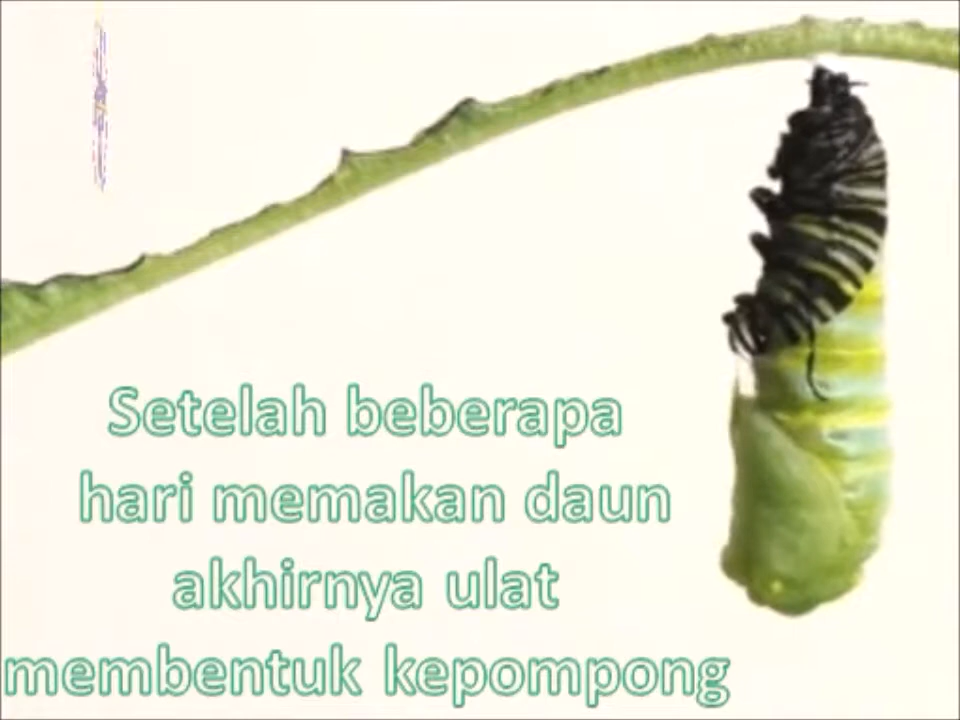 Setelah beberapa
hari memakan daun
akhirnya ulat
membentuk kepompong